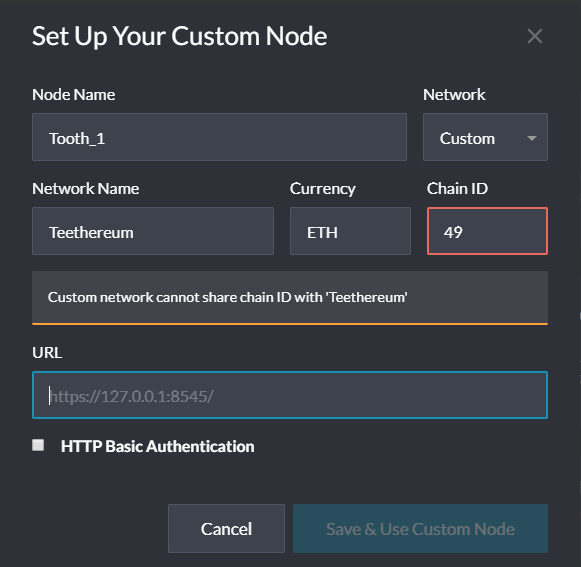 Set Up Your Custom Node
Node Name
Network
Tooth_1
Custom
Network Name
Currency
Chain ID
Teethereum
ETH
49
Custom network cannot share chain ID with 'Teethereum'
URL
https://127.0.0.1:8545/
HTTP Basic Authentication
Cancel
Save & Use Custom Node